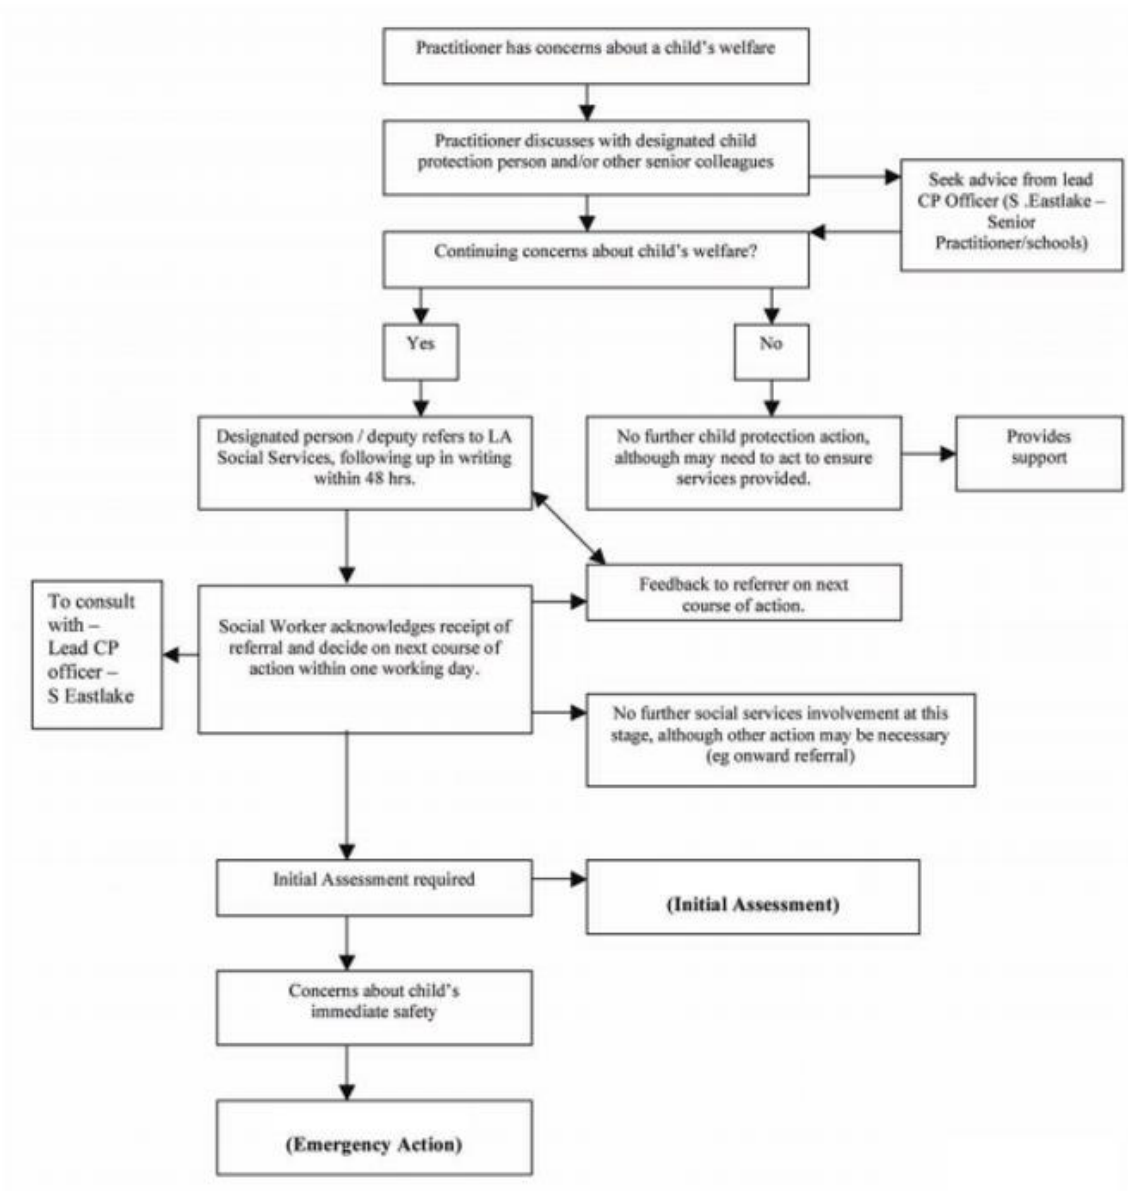 Practitioner has concerns about a child's welfare
Practitioner discusses with designated child
protection person and/or other senior colleagues
Seek advice from lead
CP Officer (S .Eastlake –
Senior
Practitioner/schools)
Continuing concerns about child's welfare?
Yes
No
Designated person / deputy refers to LA
Social Services, following up in writing
within 48 hrs.
No further child protection action,
although may need to act to ensure
services provided.
Provides
support
Feedback to referrer on next
course of action.
To consult
with –
Lead CP
officer –
S Eastlake
Social Worker acknowledges receipt of
referral and decide on next course of
action within one working day.
No further social services involvement at this
stage, although other action may be necessary
(eg onward referral)
Initial Assessment required
(Initial Assessment)
Concerns about child's
immediate safety
(Emergency Action)